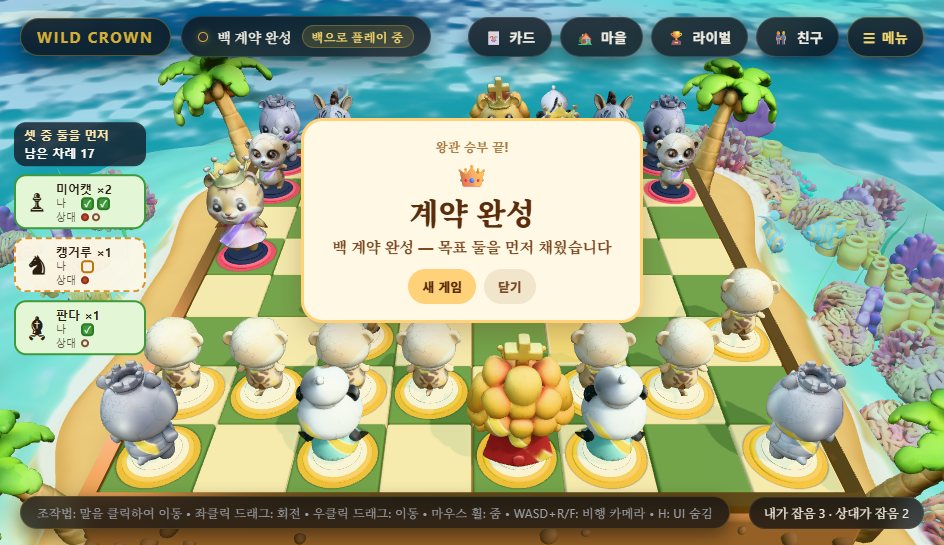 WILD CROWN
백 계약 완성 백으로 플레이 중
카드
마을
라이벌
친구
메뉴
셋 중 둘을 먼저
남은 차례 17
미어캣 ×2
나
상대
캥거루 ×1
나
상대
판다 ×1
나
상대
왕관 승부 끝!
계약 완성
백 계약 완성 — 목표 둘을 먼저 채웠습니다
새 게임
닫기
조작법: 말을 클릭하여 이동 • 좌클릭 드래그: 회전 • 우클릭 드래그: 이동 • 마우스 휠: 줌 • WASD+R/F: 비행 카메라 • H: UI 숨김
내가 잡음 3 · 상대가 잡음 2